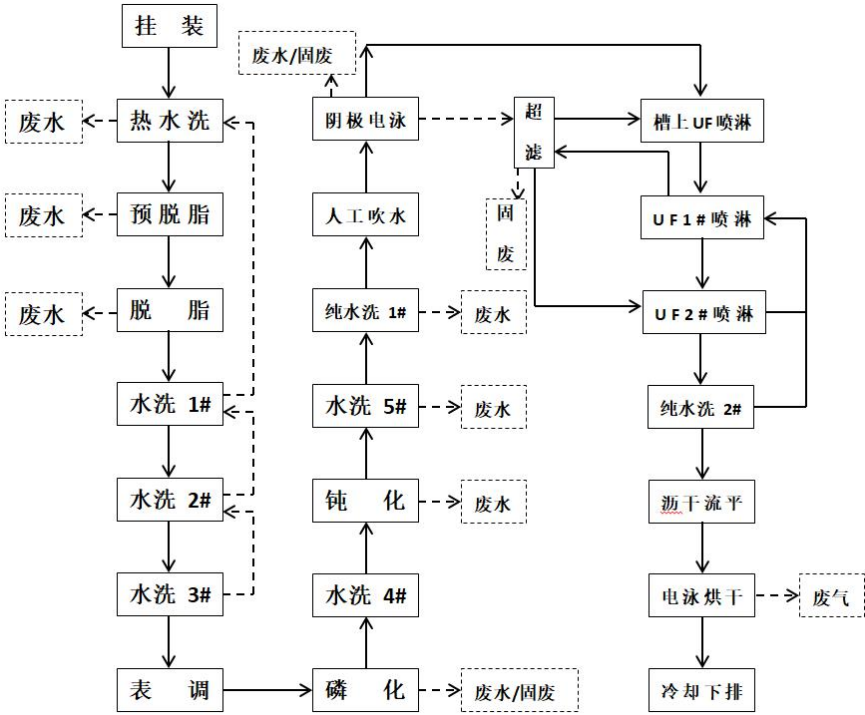 挂装
废水
热水洗
废水
预脱脂
废水
脱 脂
水洗 1#
水洗 2#
水洗 3#
表 调
磷 化
废水/固废
水洗 4#
钝 化
废水
水洗 5#
废水
纯水洗 1#
废水
人工吹水
阴极电泳
废水/固废
超
滤
固
废
槽上UF喷淋
UF1#喷淋
UF2#喷淋
纯水洗 2#
沥干流平
电泳烘干
废气
冷却下排